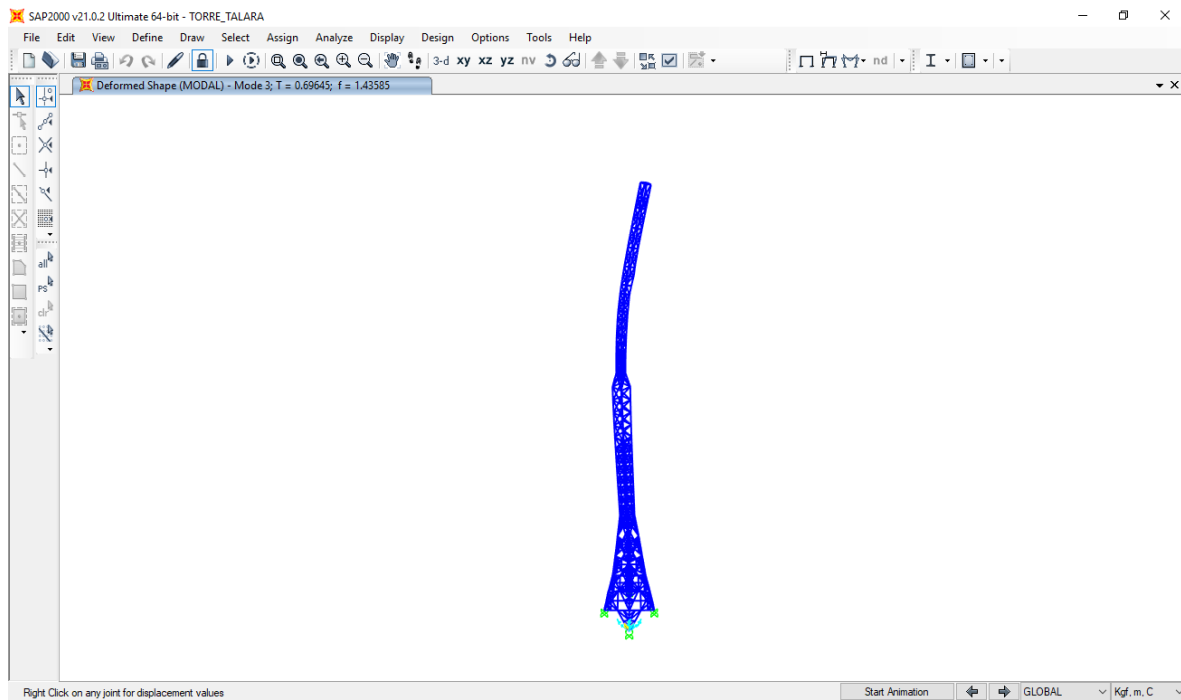 SAP2000 v21.0.2 Ultimate 64-bit - TORRE_TALARA
File Edit View Define Draw Select Assign Analyze Display Design Options Tools Help
3-d xy xz yz nv nd
Deformed Shape (MODAL) - Mode 3; T = 0.69645; f = 1.43585
all
PS
clr
Right Click on any joint for displacement values Start Animation GLOBAL Kgf, m, C